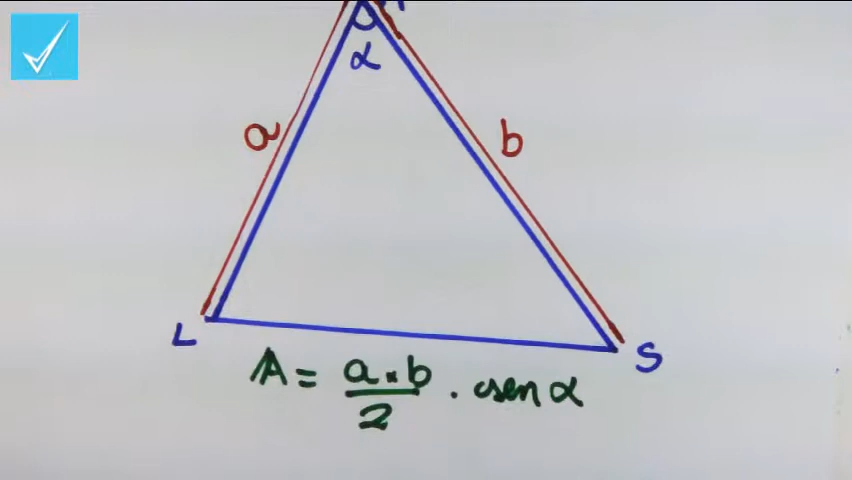 α
a
b
L
S
A = a · b / 2 . sen α